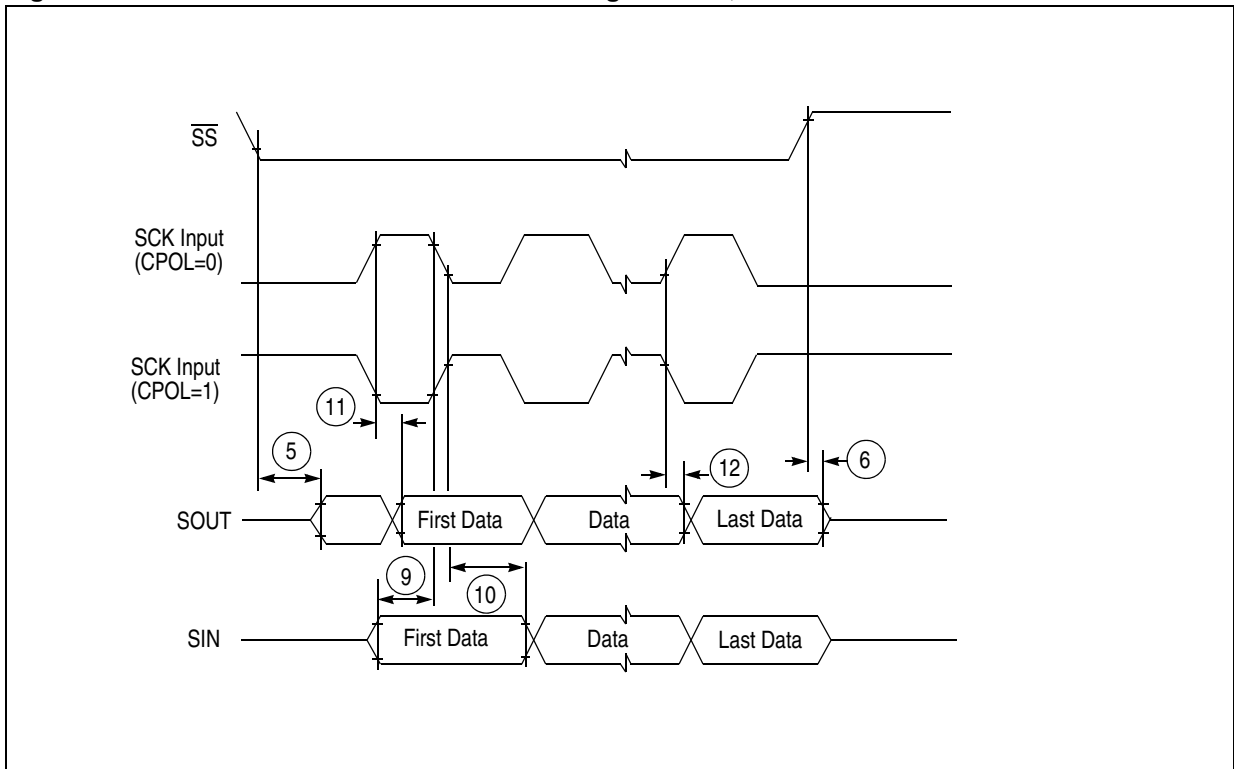 SS
SCK Input
(CPOL=0)
SCK Input
(CPOL=1)
11
5
12
6
SOUT
First Data
Data
Last Data
9
10
SIN
First Data
Data
Last Data